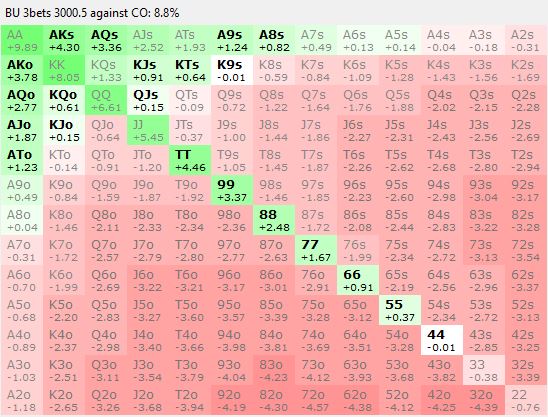 BU 3bets 3000.5 against CO: 8.8%
AA AKs AQs AJs ATs A9s A8s A7s A6s A5s A4s A3s A2s
+9.89 +4.30 +3.36 +2.52 +1.93 +1.24 +0.82 +0.49 +0.13 +0.14 -0.04 -0.18 -0.31
AKo KK KQs KJs KTs K9s K8s K7s K6s K5s K4s K3s K2s
+3.78 +8.05 +1.33 +0.91 +0.64 -0.01 -0.59 -0.84 -1.09 -1.28 -1.43 -1.56 -1.69
AQo KQo QQ QJs QTs Q9s Q8s Q7s Q6s Q5s Q4s Q3s Q2s
+2.77 +0.61 +6.61 +0.15 -0.09 -0.72 -1.22 -1.64 -1.76 -1.88 -2.02 -2.15 -2.28
AJo KJo QJo JJ JTs J9s J8s J7s J6s J5s J4s J3s J2s
+1.87 +0.15 -0.64 +5.45 -0.37 -1.00 -1.44 -1.86 -2.27 -2.31 -2.43 -2.56 -2.69
ATo KTo QTo JTo TT T9s T8s T7s T6s T5s T4s T3s T2s
+1.23 -0.14 -0.91 -1.20 +4.46 -1.05 -1.45 -1.87 -2.26 -2.62 -2.68 -2.80 -2.94
A9o K9o Q9o J9o T9o 99 98s 97s 96s 95s 94s 93s 92s
+0.49 -0.84 -1.59 -1.87 -1.92 +3.37 -1.46 -1.85 -2.23 -2.60 -2.98 -3.04 -3.17
A8o K8o Q8o J8o T8o 98o 88 87s 86s 85s 84s 83s 82s
+0.04 -1.46 -2.11 -2.33 -2.34 -2.36 +2.48 -1.72 -2.08 -2.44 -2.83 -3.22 -3.28
A7o K7o Q7o J7o T7o 97o 87o 77 76s 75s 74s 73s 72s
-0.31 -1.72 -2.57 -2.79 -2.80 -2.77 -2.63 +1.67 -1.99 -2.34 -2.72 -3.13 -3.54
A6o K6o Q6o J6o T6o 96o 86o 76o 66 65s 64s 63s 62s
-0.70 -1.99 -2.69 -3.22 -3.21 -3.17 -3.01 -2.91 +0.91 -2.19 -2.56 -2.96 -3.37
A5o K5o Q5o J5o T5o 95o 85o 75o 65o 55 54s 53s 52s
-0.68 -2.20 -2.83 -3.27 -3.60 -3.57 -3.39 -3.28 -3.12 +0.37 -2.34 -2.72 -3.13
A4o K4o Q4o J4o T4o 94o 84o 74o 64o 54o 44 43s 42s
-0.89 -2.37 -2.98 -3.40 -3.66 -3.98 -3.81 -3.69 -3.51 -3.28 -0.01 -2.85 -3.25
A3o K3o Q3o J3o T3o 93o 83o 73o 63o 53o 43o 33 32s
-1.03 -2.51 -3.11 -3.54 -3.79 -4.04 -4.23 -4.12 -3.93 -3.68 -3.82 -0.38 -3.39
A2o K2o Q2o J2o T2o 92o 82o 72o 62o 52o 42o 32o 22
-1.18 -2.65 -3.26 -3.68 -3.94 -4.19 -4.30 -4.57 -4.38 -4.12 -4.25 -4.39 -0.76